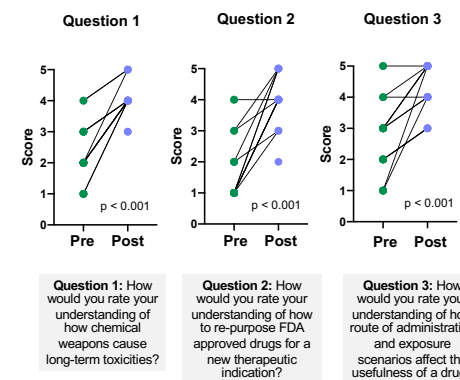 Question 1
Question 2
Question 3
Score
5
4
3
2
1
0
p < 0.001
Pre Post
Score
5
4
3
2
1
0
p < 0.001
Pre Post
Score
5
4
3
2
1
0
p < 0.001
Pre Post
Question 1: How
would you rate your
understanding of
how chemical
weapons cause
long-term toxicities?
Question 2: How
would you rate your
understanding of how
to re-purpose FDA
approved drugs for a
new therapeutic
indication?
Question 3: How
would you rate you
understanding of ho
route of administrati
and exposure
scenarios affect th
usefulness of a drug